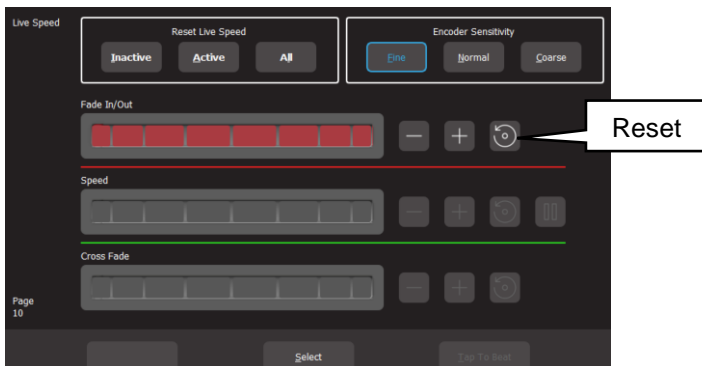 Live Speed
Reset Live Speed
Inactive Active All
Encoder Sensitivity
Fine Normal Coarse
Fade In/Out
Reset
Speed
Cross Fade
Page
10
Select
Tap To Beat